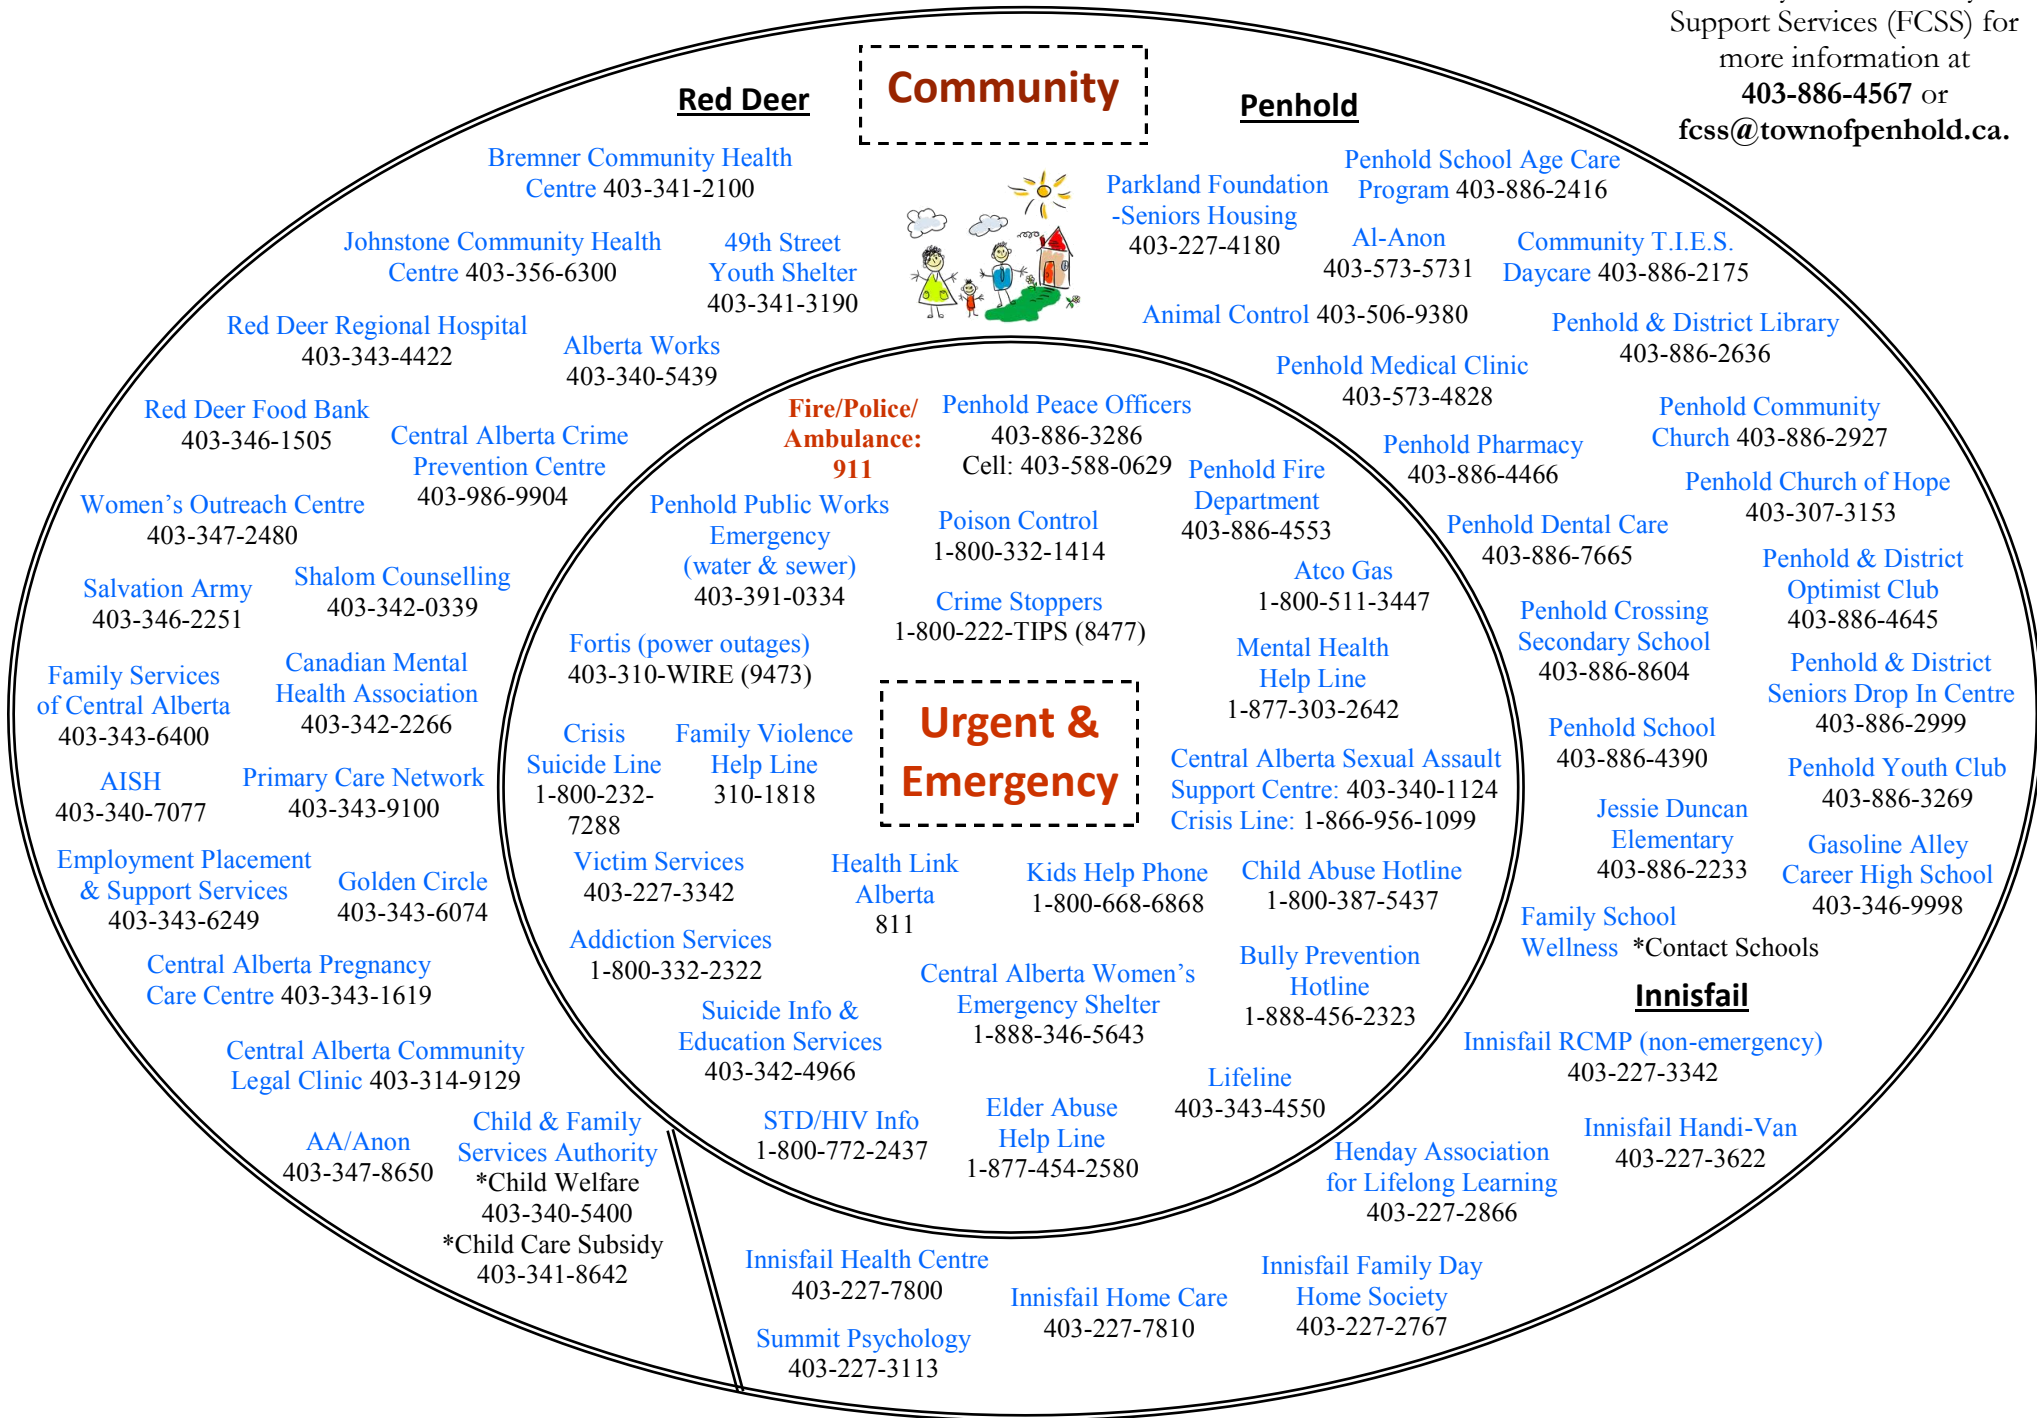 Support Services (FCSS) for
more information at
403-886-4567 or
fcss@townofpenhold.ca.
Community
Red Deer
Bremner Community Health
Centre 403-341-2100
Johnstone Community Health
Centre 403-356-6300
49th Street
Youth Shelter
403-341-3190
Red Deer Regional Hospital
403-343-4422
Alberta Works
403-340-5439
Red Deer Food Bank
403-346-1505
Central Alberta Crime
Prevention Centre
403-986-9904
Women's Outreach Centre
403-347-2480
Salvation Army
403-346-2251
Shalom Counselling
403-342-0339
Family Services
of Central Alberta
403-343-6400
Canadian Mental
Health Association
403-342-2266
AISH
403-340-7077
Primary Care Network
403-343-9100
Employment Placement
& Support Services
403-343-6249
Golden Circle
403-343-6074
Central Alberta Pregnancy
Care Centre 403-343-1619
Central Alberta Community
Legal Clinic 403-314-9129
AA/Anon
403-347-8650
Child & Family
Services Authority
*Child Welfare
403-340-5400
*Child Care Subsidy
403-341-8642
Penhold
Parkland Foundation
-Seniors Housing
403-227-4180
Penhold School Age Care
Program 403-886-2416
Al-Anon
403-573-5731
Community T.I.E.S.
Daycare 403-886-2175
Animal Control 403-506-9380
Penhold & District Library
403-886-2636
Penhold Medical Clinic
403-573-4828
Penhold Community
Church 403-886-2927
Penhold Pharmacy
403-886-4466
Penhold Church of Hope
403-307-3153
Penhold Dental Care
403-886-7665
Penhold & District
Optimist Club
403-886-4645
Penhold Crossing
Secondary School
403-886-8604
Penhold & District
Seniors Drop In Centre
403-886-2999
Penhold School
403-886-4390
Penhold Youth Club
403-886-3269
Jessie Duncan
Elementary
403-886-2233
Gasoline Alley
Career High School
403-346-9998
Family School
Wellness *Contact Schools
Innisfail
Innisfail RCMP (non-emergency)
403-227-3342
Innisfail Handi-Van
403-227-3622
Henday Association
for Lifelong Learning
403-227-2866
Innisfail Family Day
Home Society
403-227-2767
Innisfail Home Care
403-227-7810
Innisfail Health Centre
403-227-7800
Summit Psychology
403-227-3113
Urgent &
Emergency
Fire/Police/
Ambulance:
911
Penhold Peace Officers
403-886-3286
Cell: 403-588-0629
Penhold Fire
Department
403-886-4553
Penhold Public Works
Emergency
(water & sewer)
403-391-0334
Poison Control
1-800-332-1414
Atco Gas
1-800-511-3447
Crime Stoppers
1-800-222-TIPS (8477)
Fortis (power outages)
403-310-WIRE (9473)
Mental Health
Help Line
1-877-303-2642
Crisis
Suicide Line
1-800-232-
7288
Family Violence
Help Line
310-1818
Central Alberta Sexual Assault
Support Centre: 403-340-1124
Crisis Line: 1-866-956-1099
Victim Services
403-227-3342
Health Link
Alberta
811
Kids Help Phone
1-800-668-6868
Child Abuse Hotline
1-800-387-5437
Addiction Services
1-800-332-2322
Central Alberta Women's
Emergency Shelter
1-888-346-5643
Bully Prevention
Hotline
1-888-456-2323
Suicide Info &
Education Services
403-342-4966
Lifeline
403-343-4550
STD/HIV Info
1-800-772-2437
Elder Abuse
Help Line
1-877-454-2580